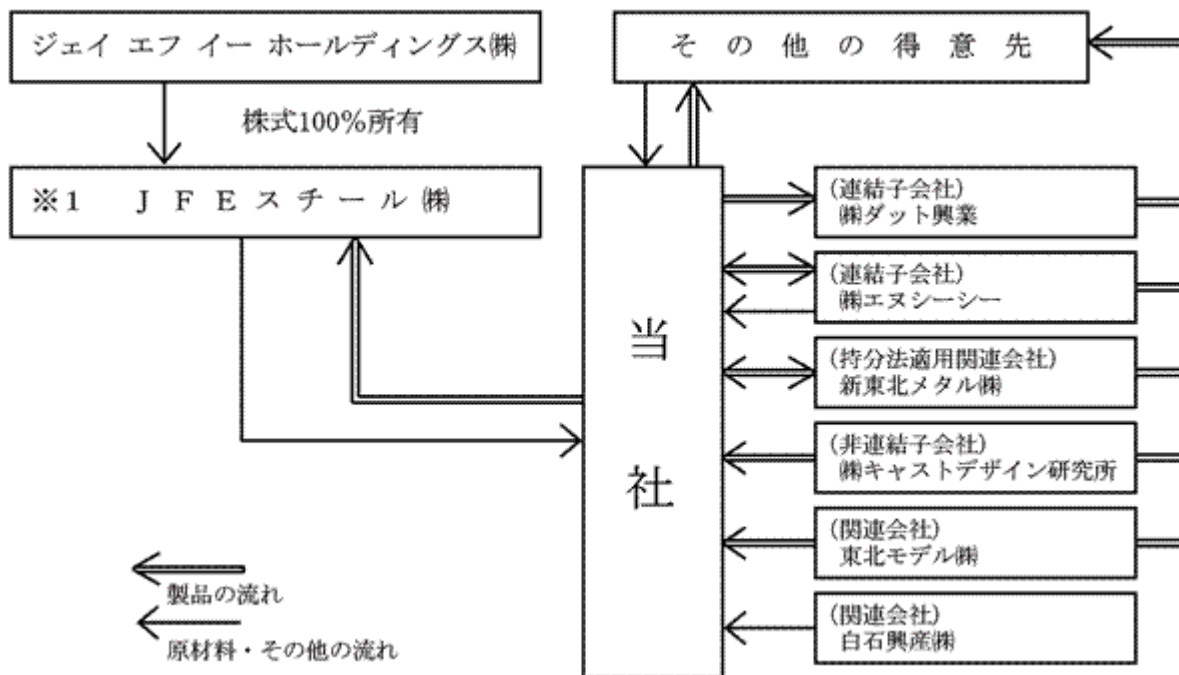 ジェイ エフ イー ホールディングス㈱
そ の 他 の 得 意 先
株式100%所有
※1 J F E スチール ㈱
当
社
(連結子会社)
㈱ダット興業
(連結子会社)
㈱エヌシーシー
(持分法適用関連会社)
新東北メタル㈱
(非連結子会社)
㈱キャストデザイン研究所
(関連会社)
東北モデル㈱
(関連会社)
白石興産㈱
製品の流れ
原材料・その他の流れ